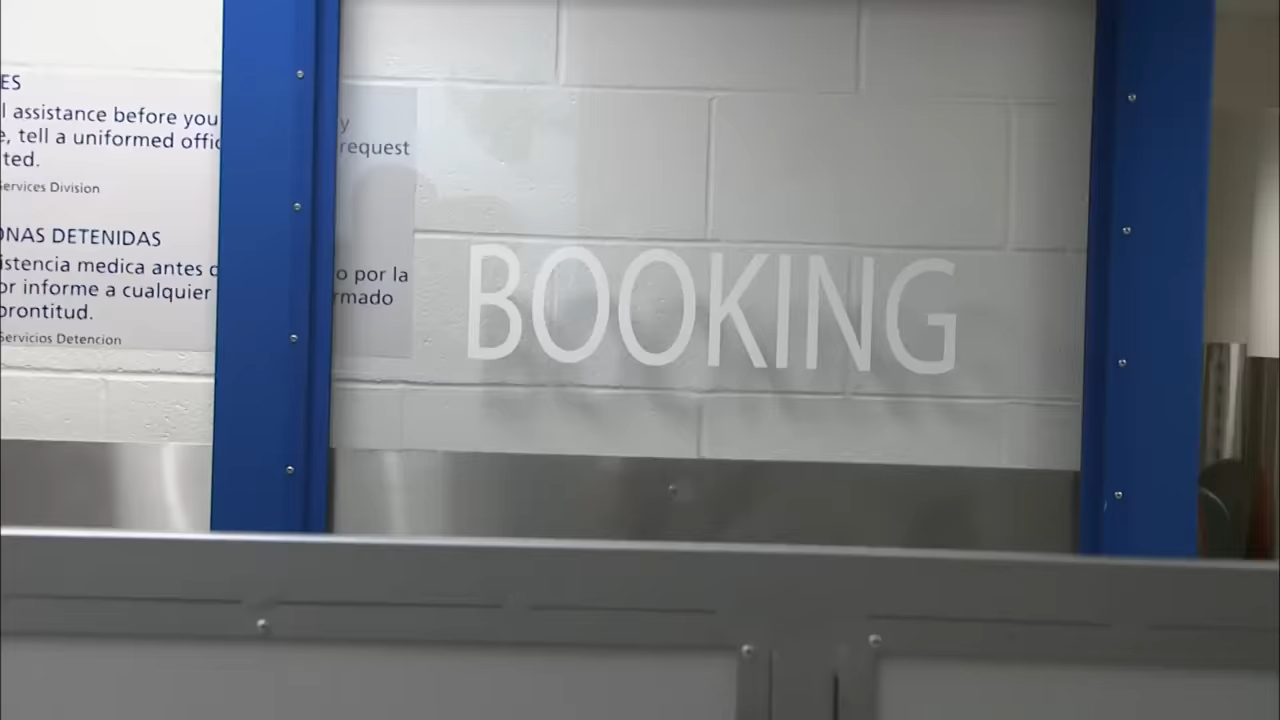 ES
l assistance before you
e, tell a uniformed offic
ted.
ervices Division
ONAS DETENIDAS
istencia medica antes d
or informe a cualquier
prontitud.
Servicios Detencion
y
request
o por la
rmado
BOOKING